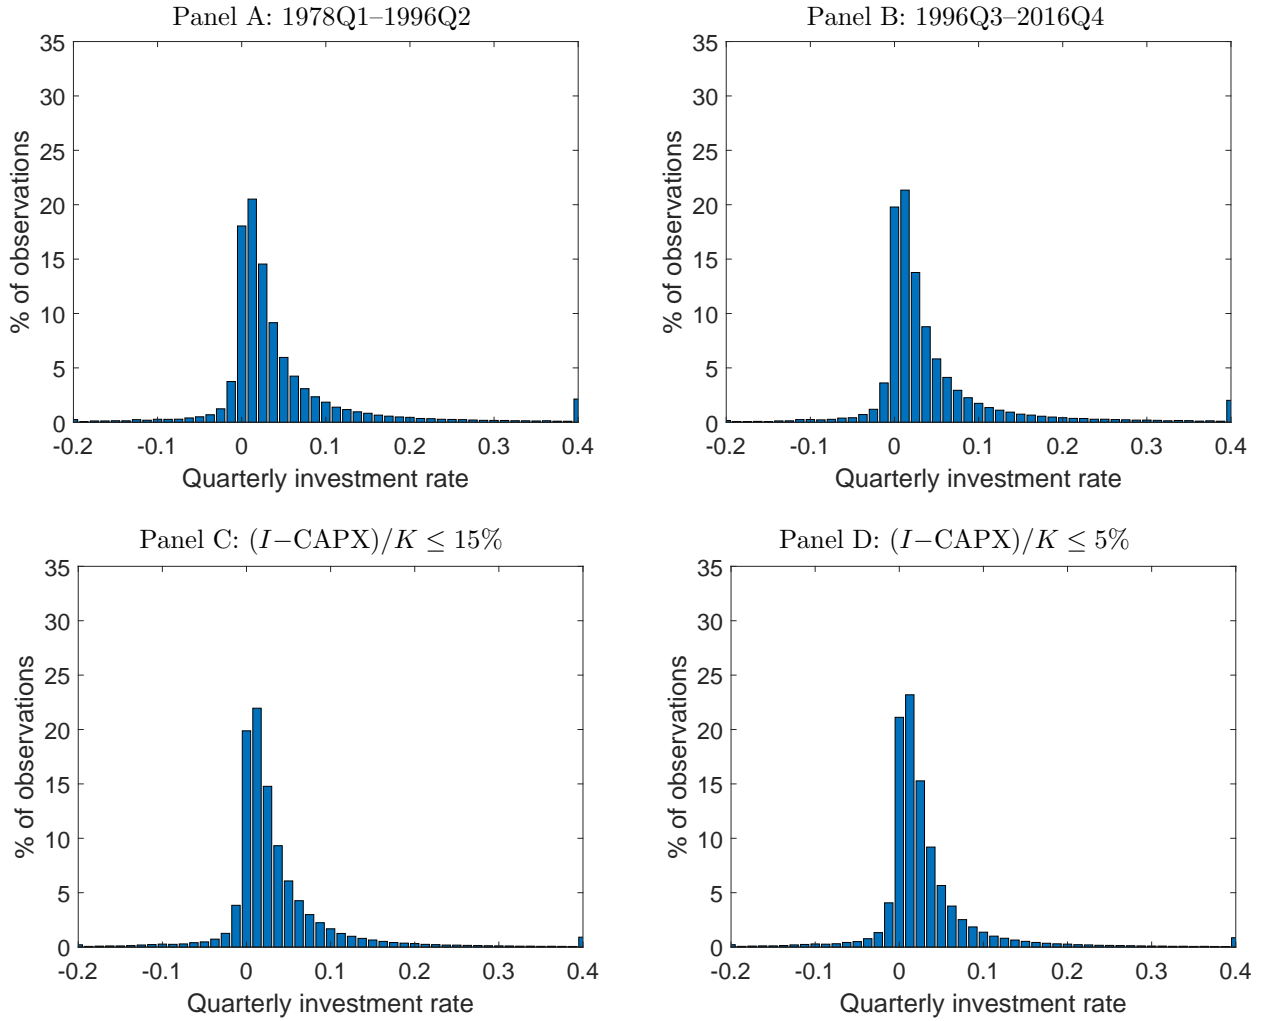 Panel A: 1978Q1–1996Q2
35
30
25
20
15
10
5
0
% of observations
-0.2 -0.1 0 0.1 0.2 0.3 0.4
Quarterly investment rate
Panel B: 1996Q3–2016Q4
35
30
25
20
15
10
5
0
% of observations
-0.2 -0.1 0 0.1 0.2 0.3 0.4
Quarterly investment rate
Panel C: (I−CAPX)/K ≤ 15%
35
30
25
20
15
10
5
0
% of observations
-0.2 -0.1 0 0.1 0.2 0.3 0.4
Quarterly investment rate
Panel D: (I−CAPX)/K ≤ 5%
35
30
25
20
15
10
5
0
% of observations
-0.2 -0.1 0 0.1 0.2 0.3 0.4
Quarterly investment rate